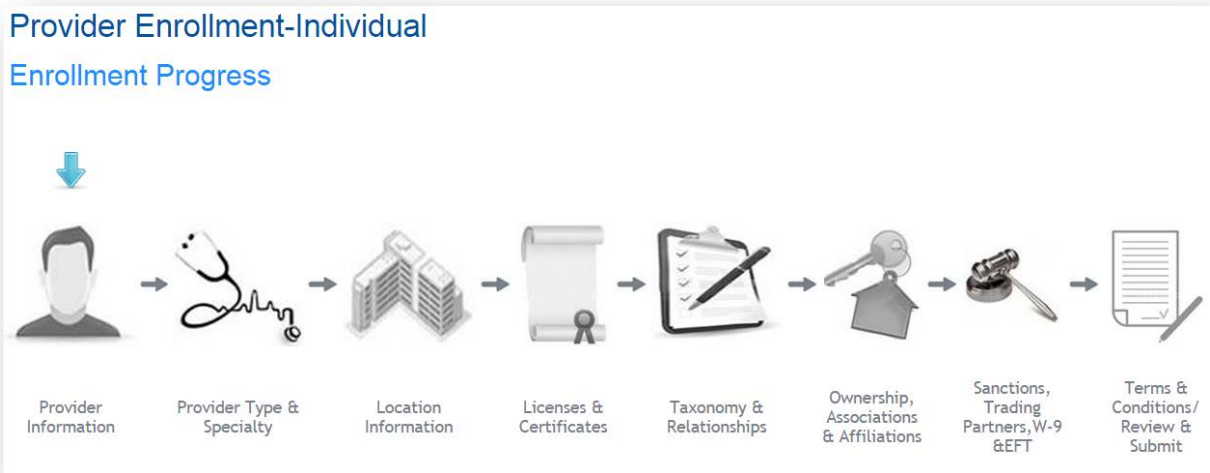 Provider Enrollment-Individual
Enrollment Progress
Provider
Information
Provider Type &
Specialty
Location
Information
Licenses &
Certificates
Taxonomy &
Relationships
Ownership,
Associations
& Affiliations
Sanctions,
Trading
Partners,W-9
&EFT
Terms &
Conditions/
Review &
Submit